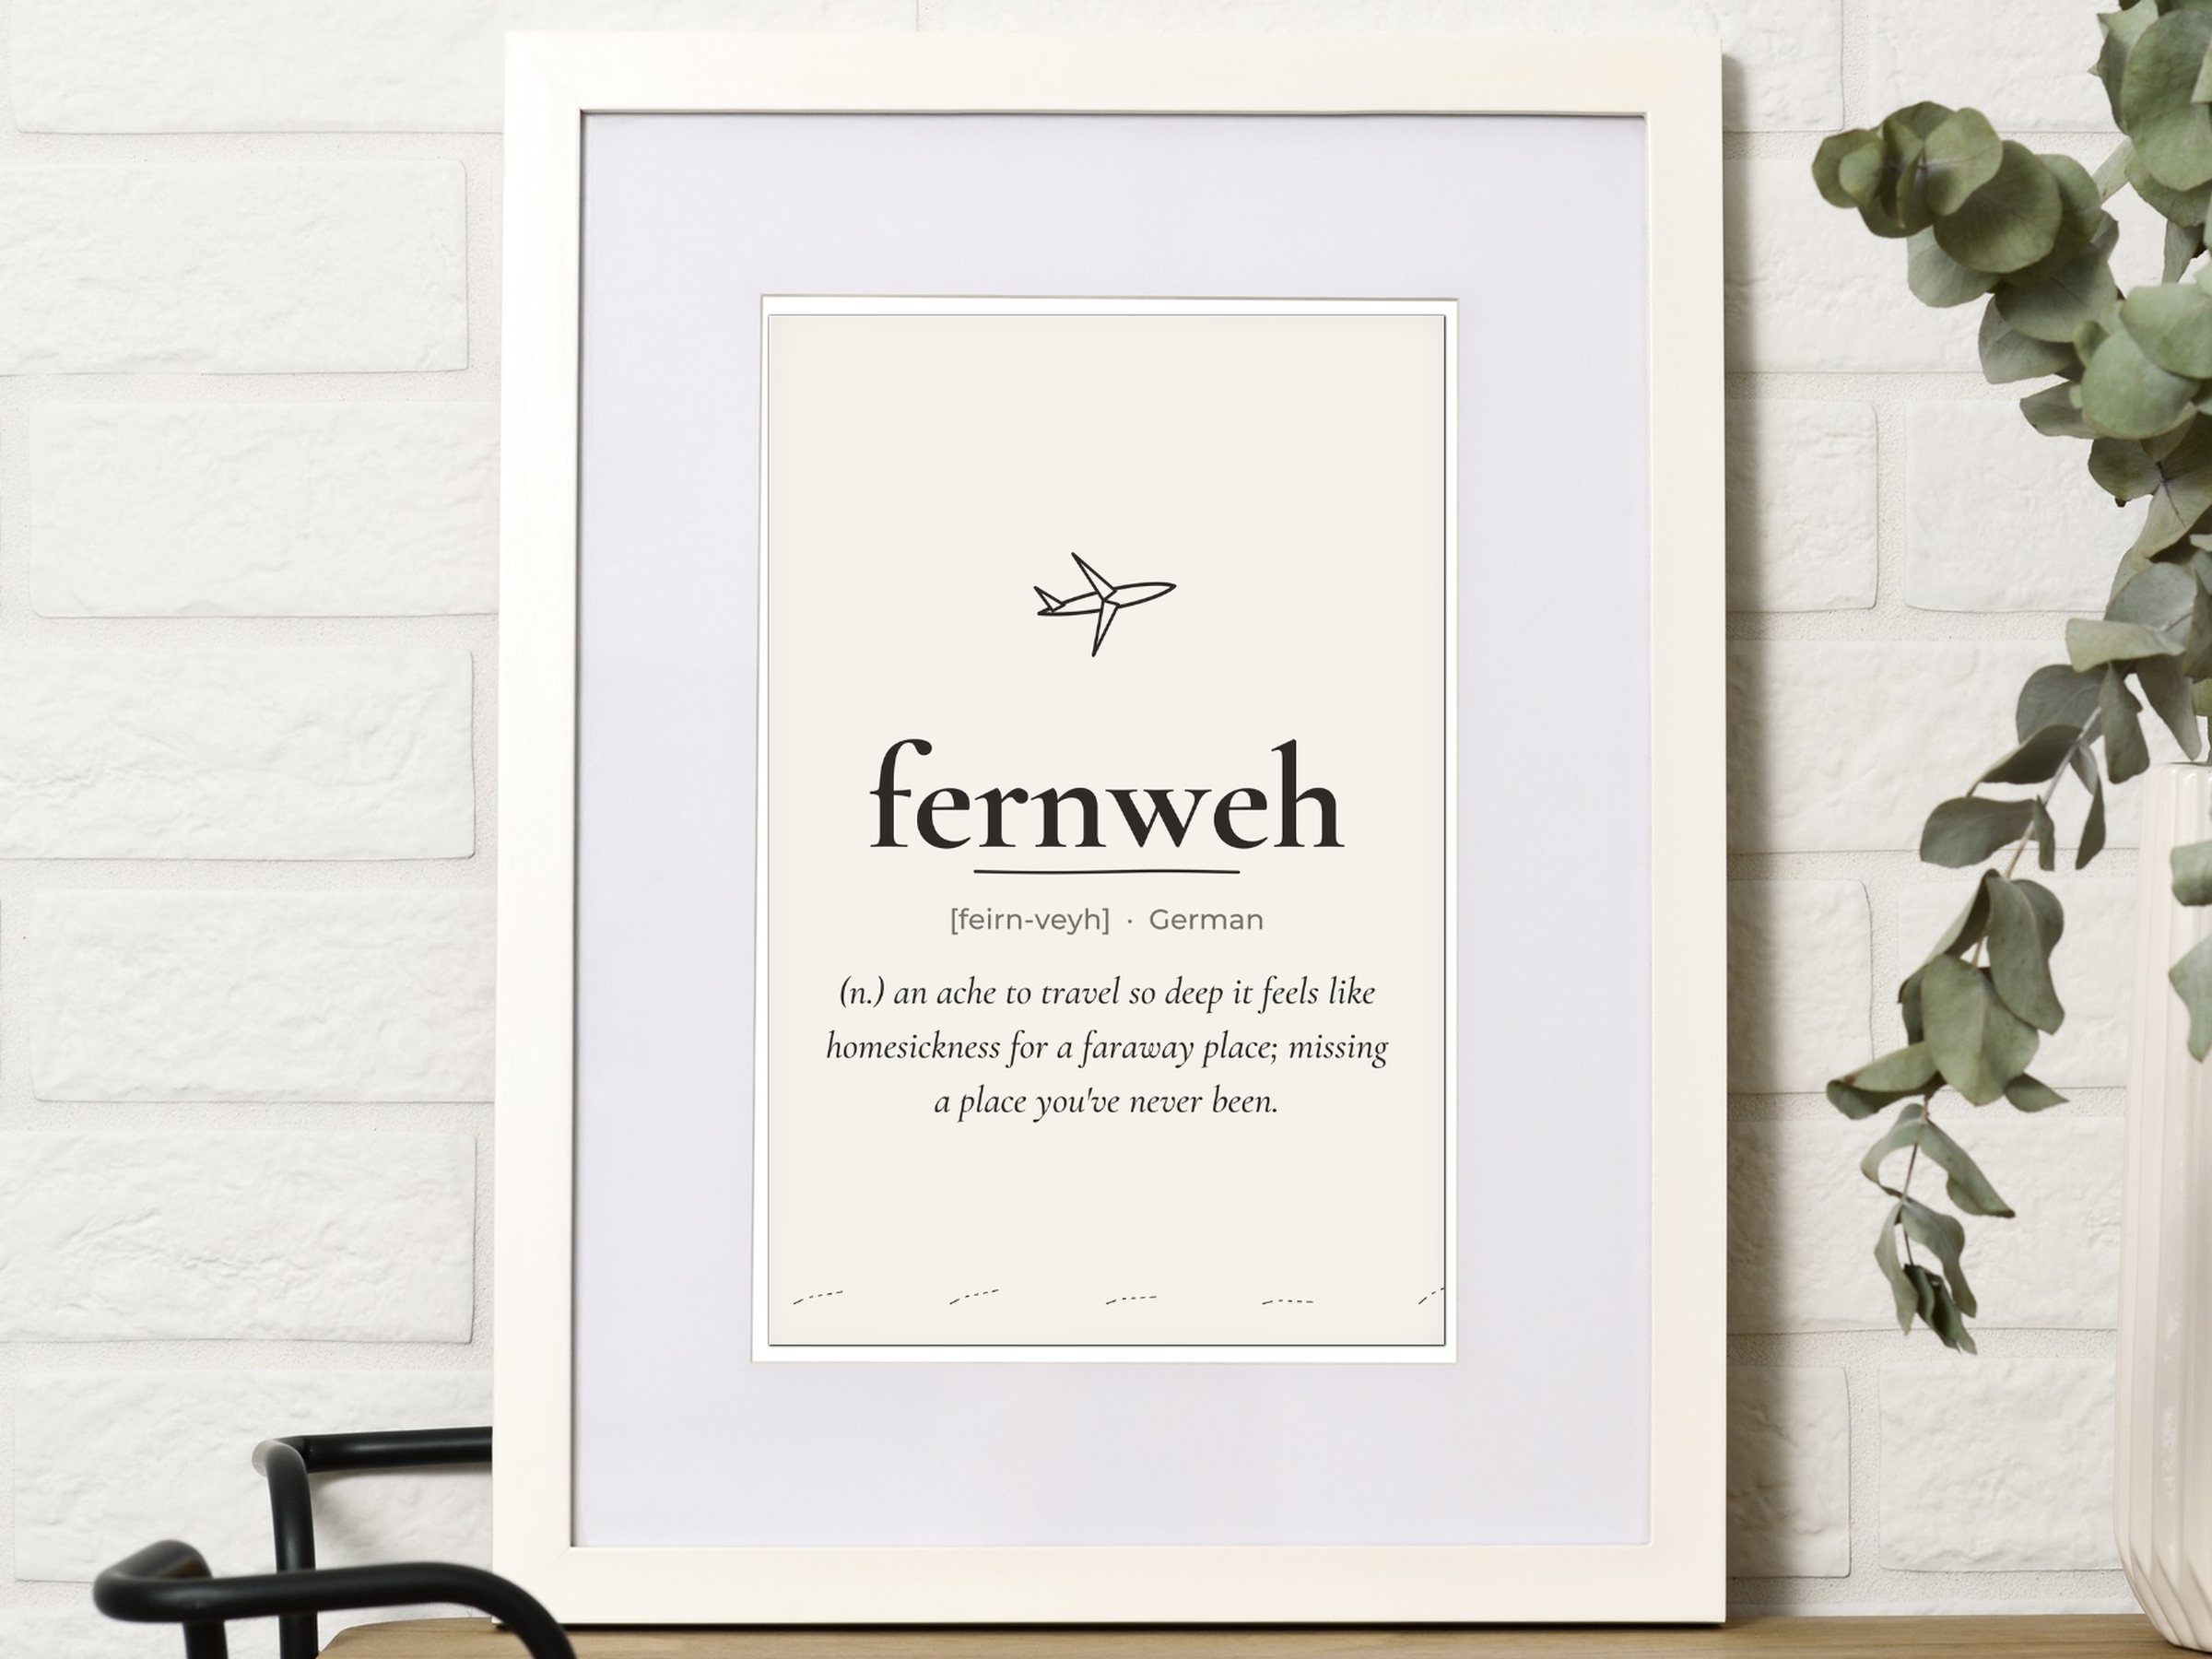 fernweh
[feirn-veyh] · German
(n.) an ache to travel so deep it feels like
homesickness for a faraway place; missing
a place you've never been.